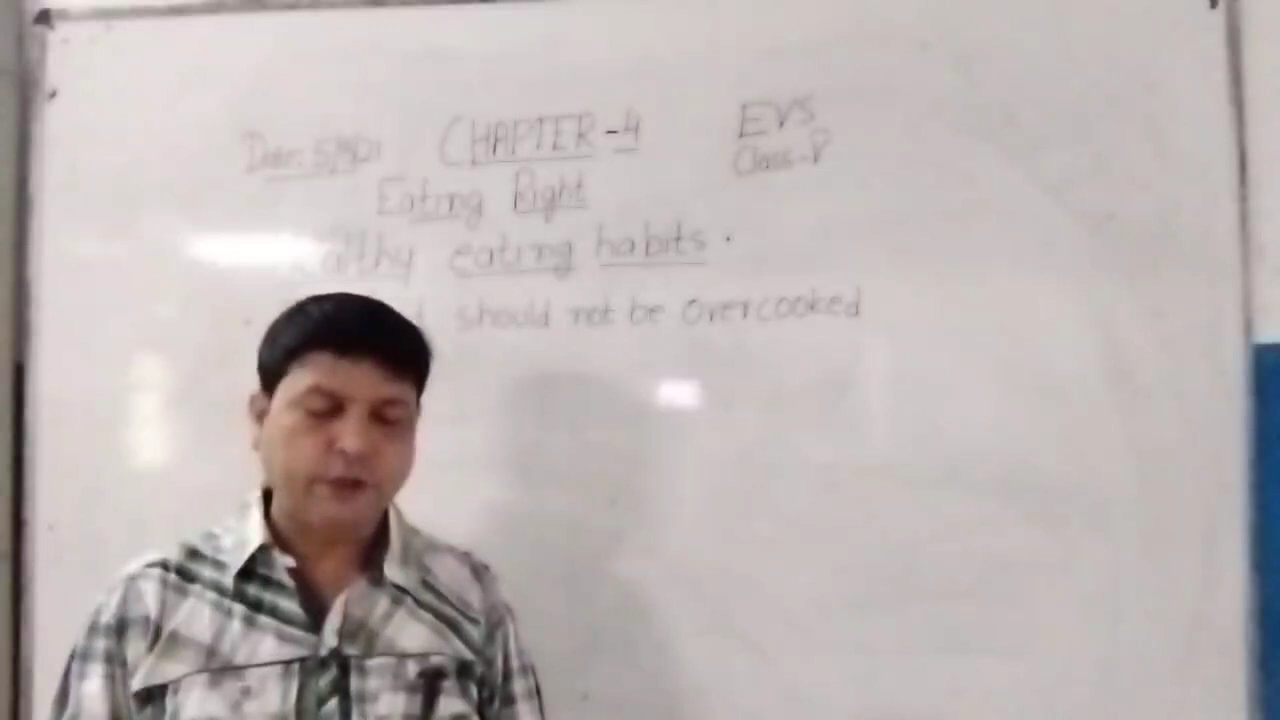 CHAPTER-4
EVS
Eating Right
eating habits.
should not be overcooked